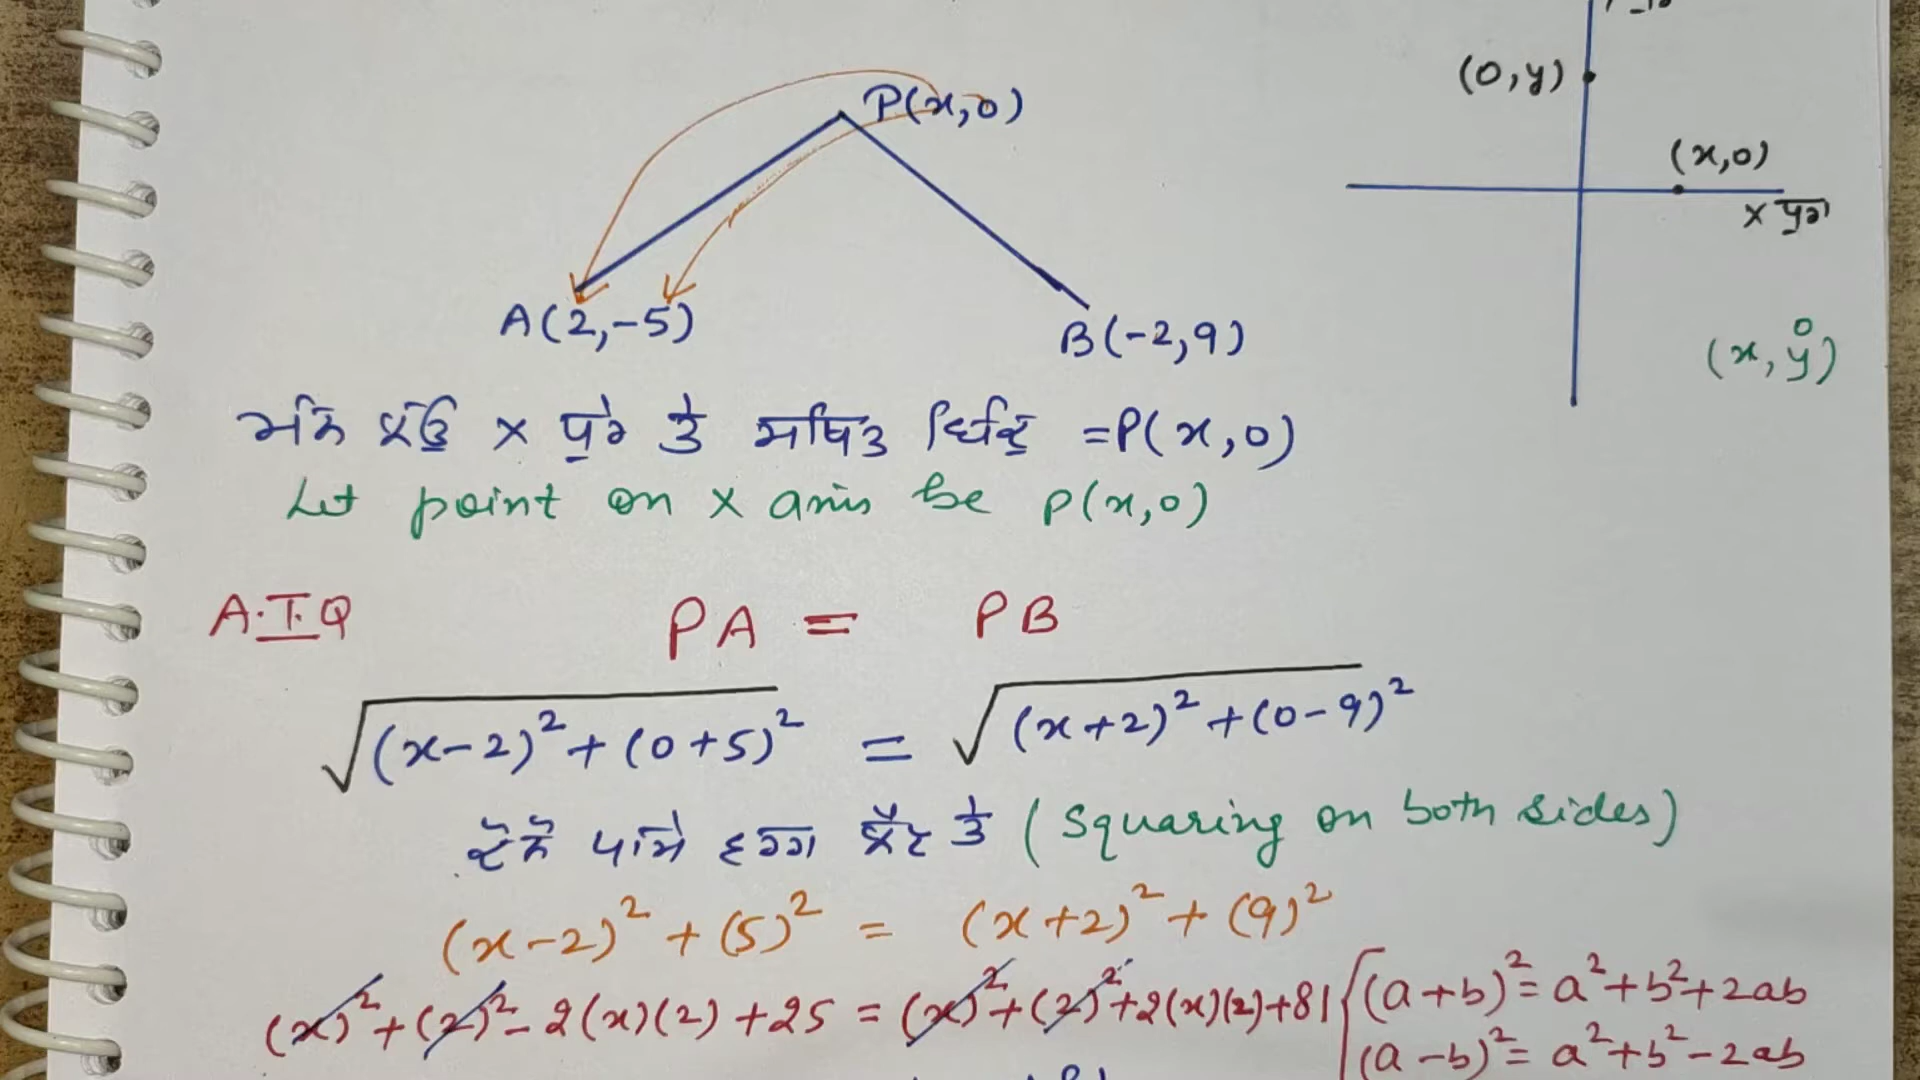 P(x,0)
(0,y)
(x,0)
X ਧੁਰਾ
A(2,-5)
B(-2,9)
(x, y)
0
ਮੰਨ ਲਉ x ਧੁਰੇ ਤੇ ਸਥਿਤ ਬਿੰਦੂ =P(x,0)
Let point on x axis be P(x,0)
A.T.Q PA = PB
√(x-2)²+(0+5)² = √(x+2)²+(0-9)²
ਦੋਨੋਂ ਪਾਸੇ ਵਰਗ ਕਰਨ ਤੇ (Squaring on both sides)
(x-2)²+(5)² = (x+2)²+(9)²
(x)²+(2)²-2(x)(2)+25 = (x)²+(2)²+2(x)(2)+81
(a+b)²=a²+b²+2ab
(a-b)²=a²+b²-2ab